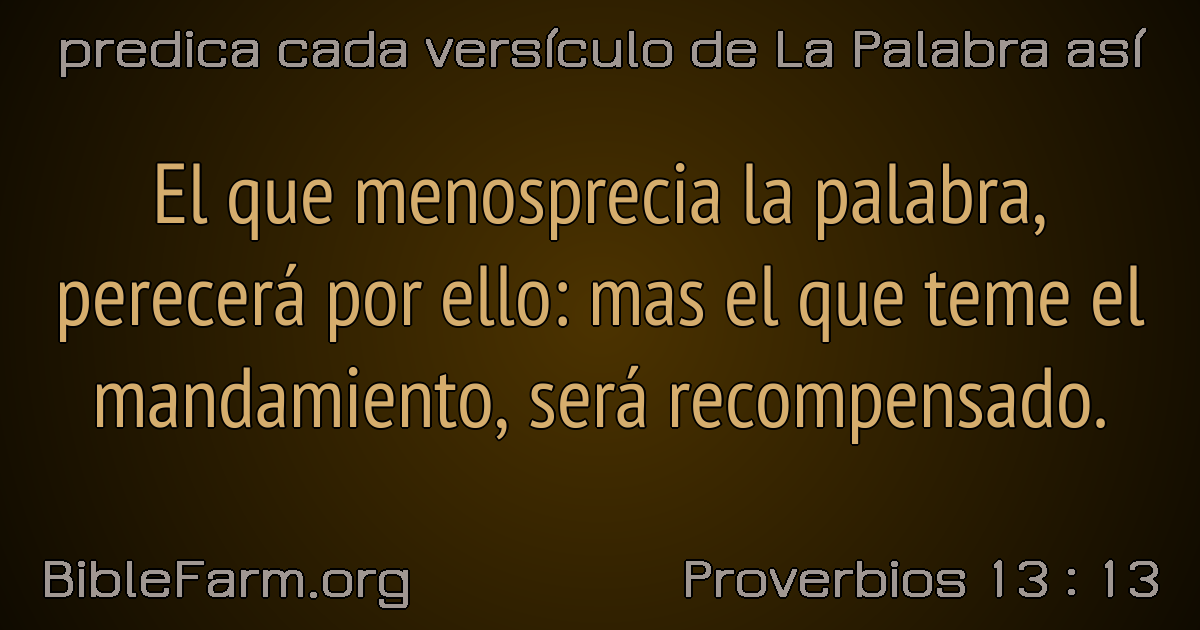 predica cada versículo de La Palabra así
El que menosprecia la palabra,
perecerá por ello: mas el que teme el
mandamiento, será recompensado.
BibleFarm.org
Proverbios 13 : 13